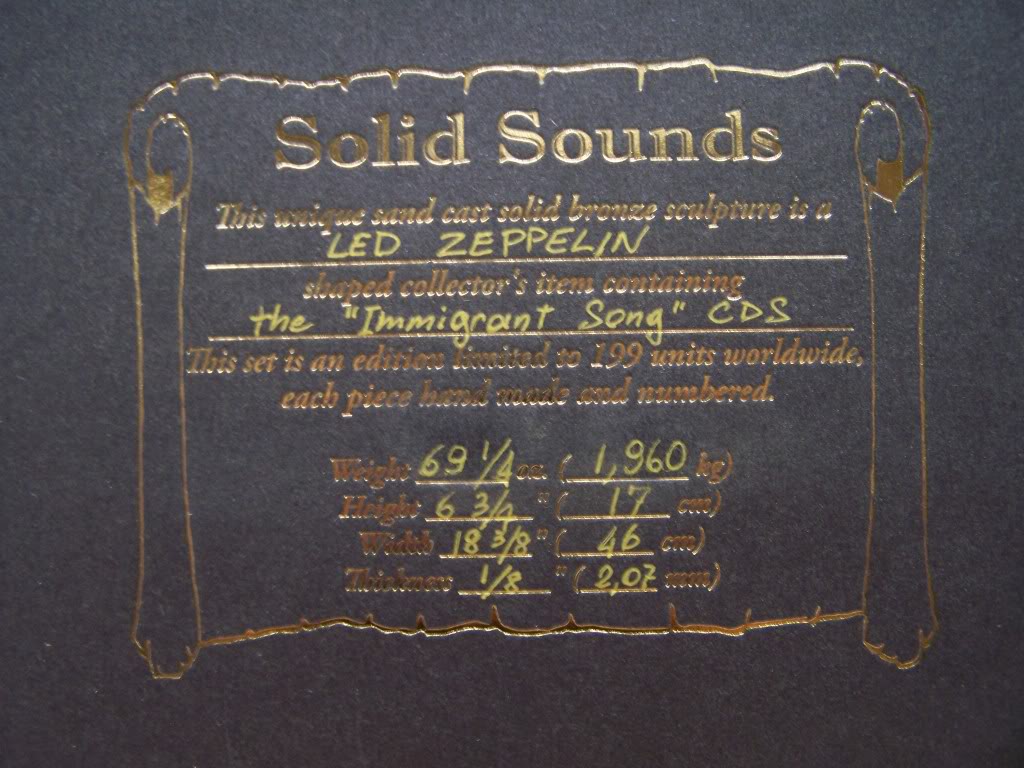 Solid Sounds
This unique sand cast solid bronze sculpture is a
LED ZEPPELIN
shaped collector's item containing
the "Immigrant Song" CDS
This set is an edition limited to 199 units worldwide,
each piece hand made and numbered.
Weight 69 1/4 oz. ( 1,960 kg)
Height 6 3/4 " ( 17 cm)
Width 18 3/8 " ( 46 cm)
Thickness 1/8 " ( 2,07 mm)